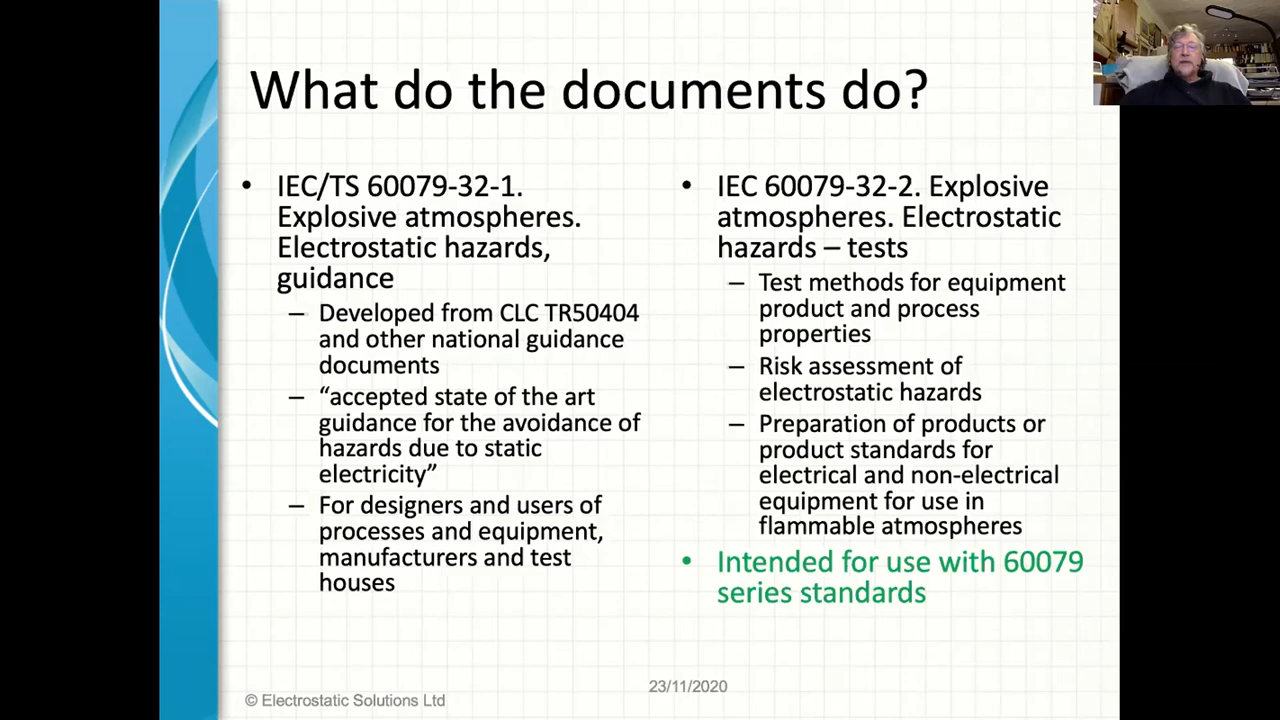 What do the documents do?
• IEC/TS 60079-32-1.
Explosive atmospheres.
Electrostatic hazards,
guidance
– Developed from CLC TR50404
and other national guidance
documents
– “accepted state of the art
guidance for the avoidance of
hazards due to static
electricity”
– For designers and users of
processes and equipment,
manufacturers and test
houses
• IEC 60079-32-2. Explosive
atmospheres. Electrostatic
hazards – tests
– Test methods for equipment
product and process
properties
– Risk assessment of
electrostatic hazards
– Preparation of products or
product standards for
electrical and non-electrical
equipment for use in
flammable atmospheres
• Intended for use with 60079
series standards
© Electrostatic Solutions Ltd
23/11/2020